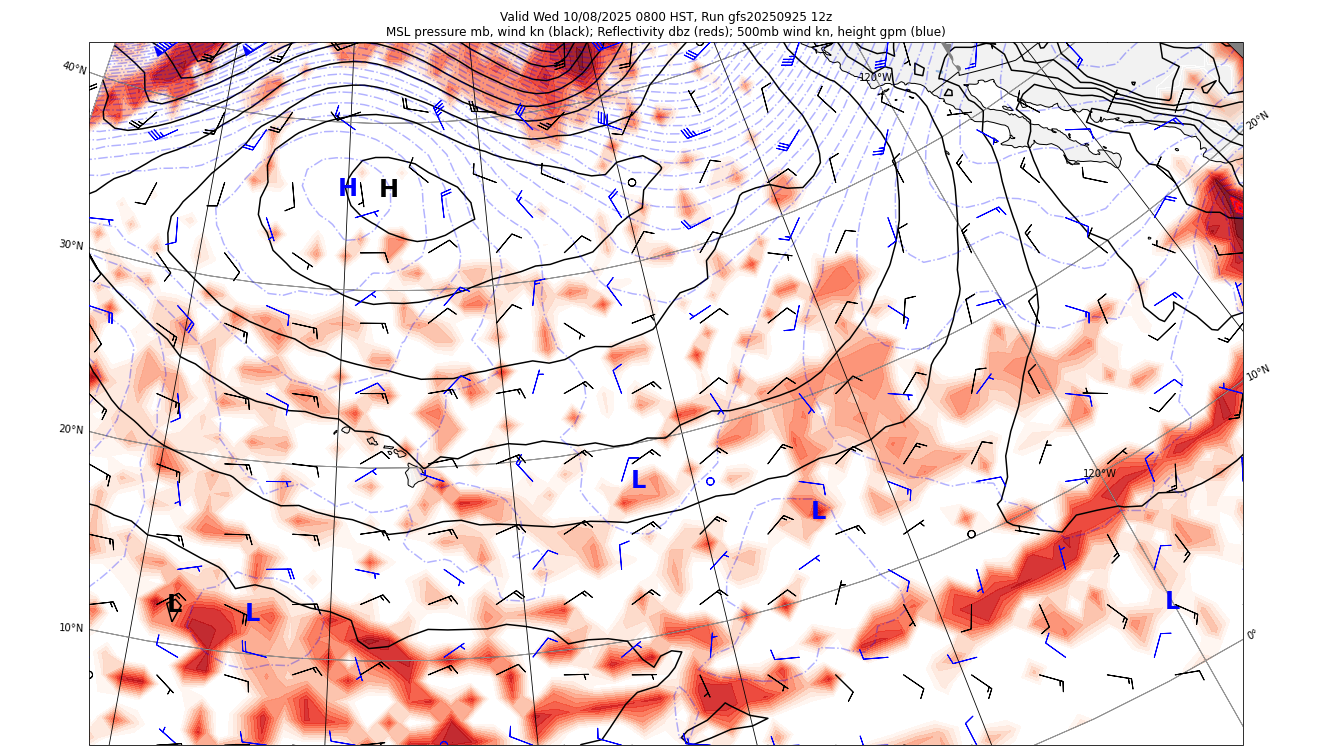 Valid Wed 10/08/2025 0800 HST, Run gfs20250925 12z
MSL pressure mb, wind kn (black); Reflectivity dbz (reds); 500mb wind kn, height gpm (blue)
40°N
120°W
20°N
H H
30°N
10°N
20°N
120°W
L
L
L
L
L
10°N
0°